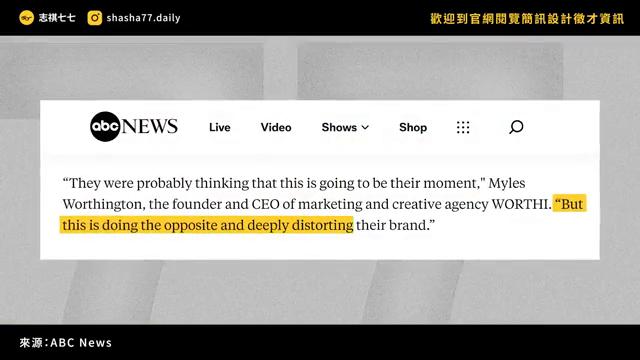 志祺七七 shasha77.daily 歡迎到官網閱覽簡訊設計徵才資訊
abc NEWS Live Video Shows Shop
“They were probably thinking that this is going to be their moment," Myles
Worthington, the founder and CEO of marketing and creative agency WORTHI. “But
this is doing the opposite and deeply distorting their brand.”
來源：ABC News